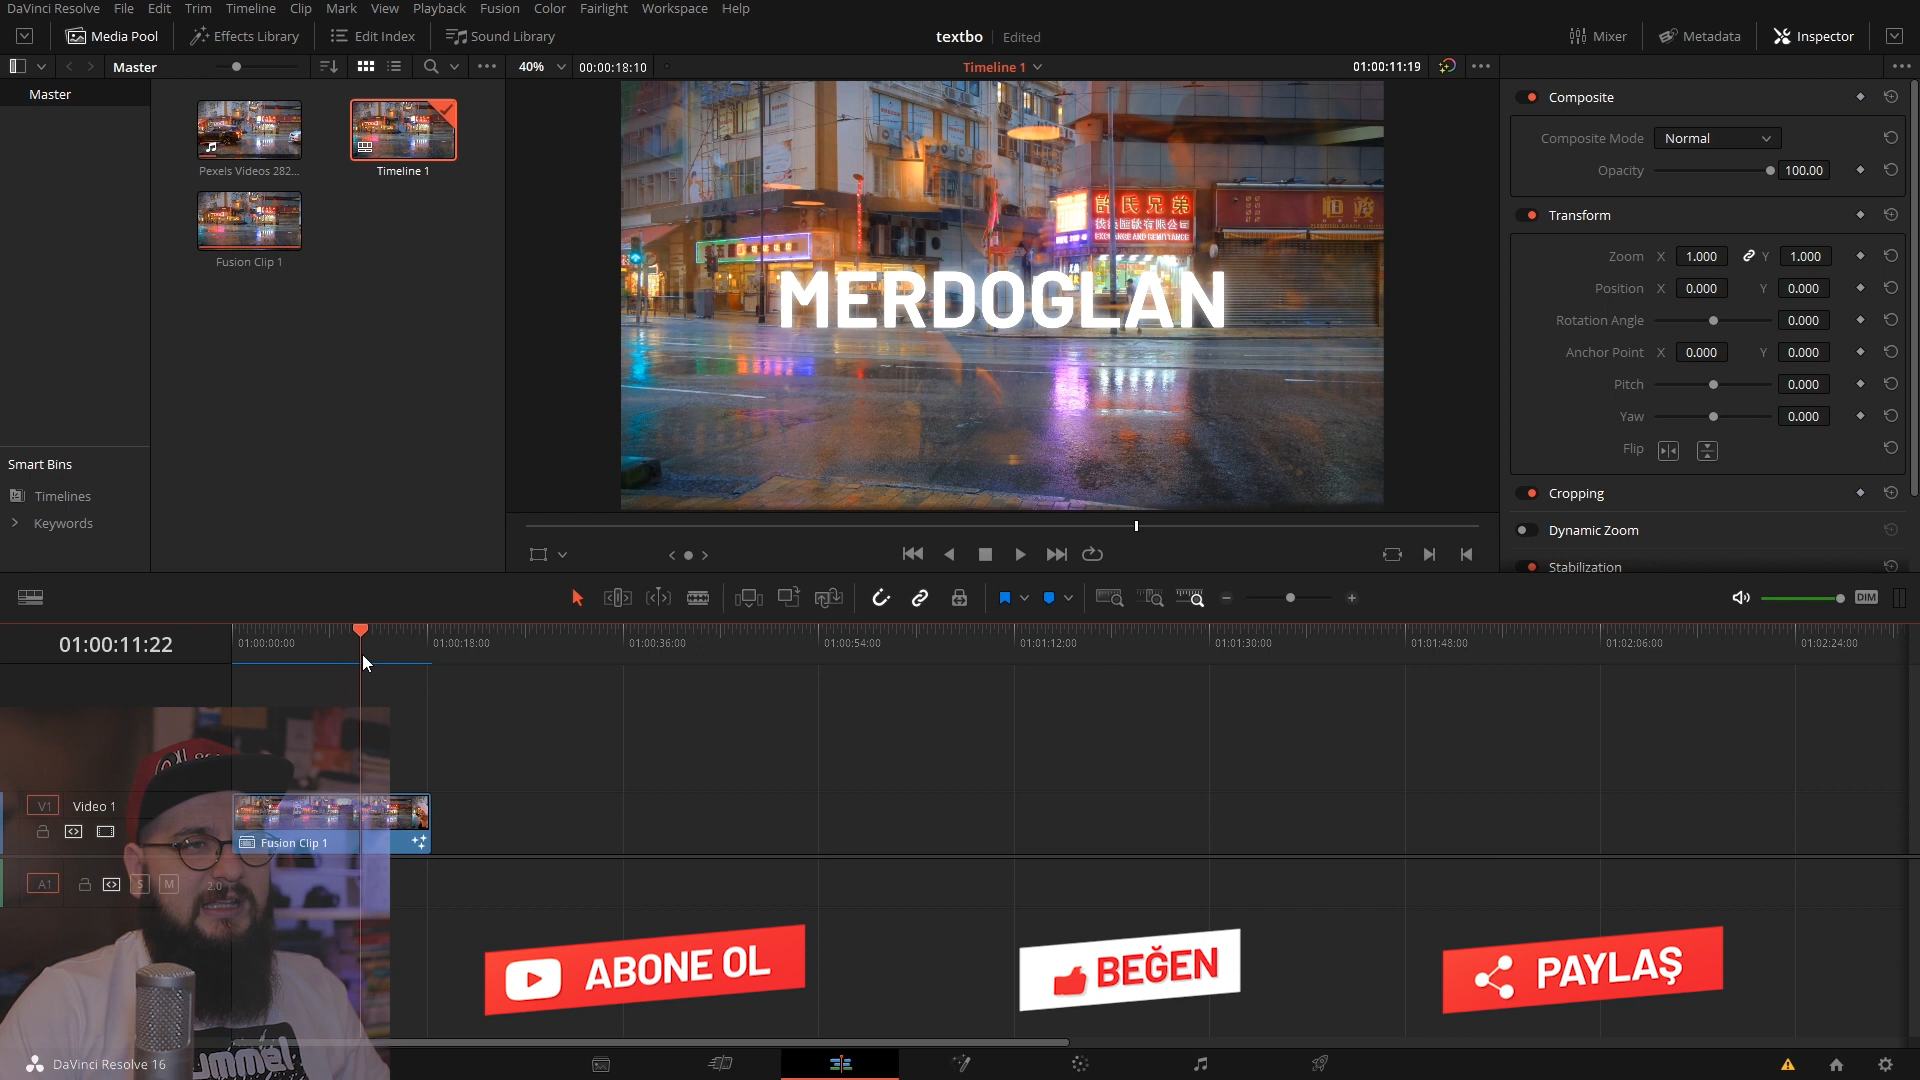 DaVinci Resolve File Edit Trim Timeline Clip Mark View Playback Fusion Color Fairlight Workspace Help
Media Pool Effects Library Edit Index Sound Library textbo Edited Mixer Metadata Inspector
Master 40% 00:00:18:10 Timeline 1 01:00:11:19
Master
Pexels Videos 282...
Timeline 1
Fusion Clip 1
Smart Bins
Timelines
Keywords
許氏兄弟
EXCHANGE AND REMITTANCE
MERDOGLAN
Composite
Composite Mode Normal
Opacity 100.00
Transform
Zoom X 1.000 Y 1.000
Position X 0.000 Y 0.000
Rotation Angle 0.000
Anchor Point X 0.000 Y 0.000
Pitch 0.000
Yaw 0.000
Flip
Cropping
Dynamic Zoom
Stabilization
DIM
01:00:11:22
01:00:00:00 01:00:18:00 01:00:36:00 01:00:54:00 01:01:12:00 01:01:30:00 01:01:48:00 01:02:06:00 01:02:24:00
V1 Video 1
Fusion Clip 1
A1 S M 2.0
ABONE OL
BEĞEN
PAYLAŞ
DaVinci Resolve 16